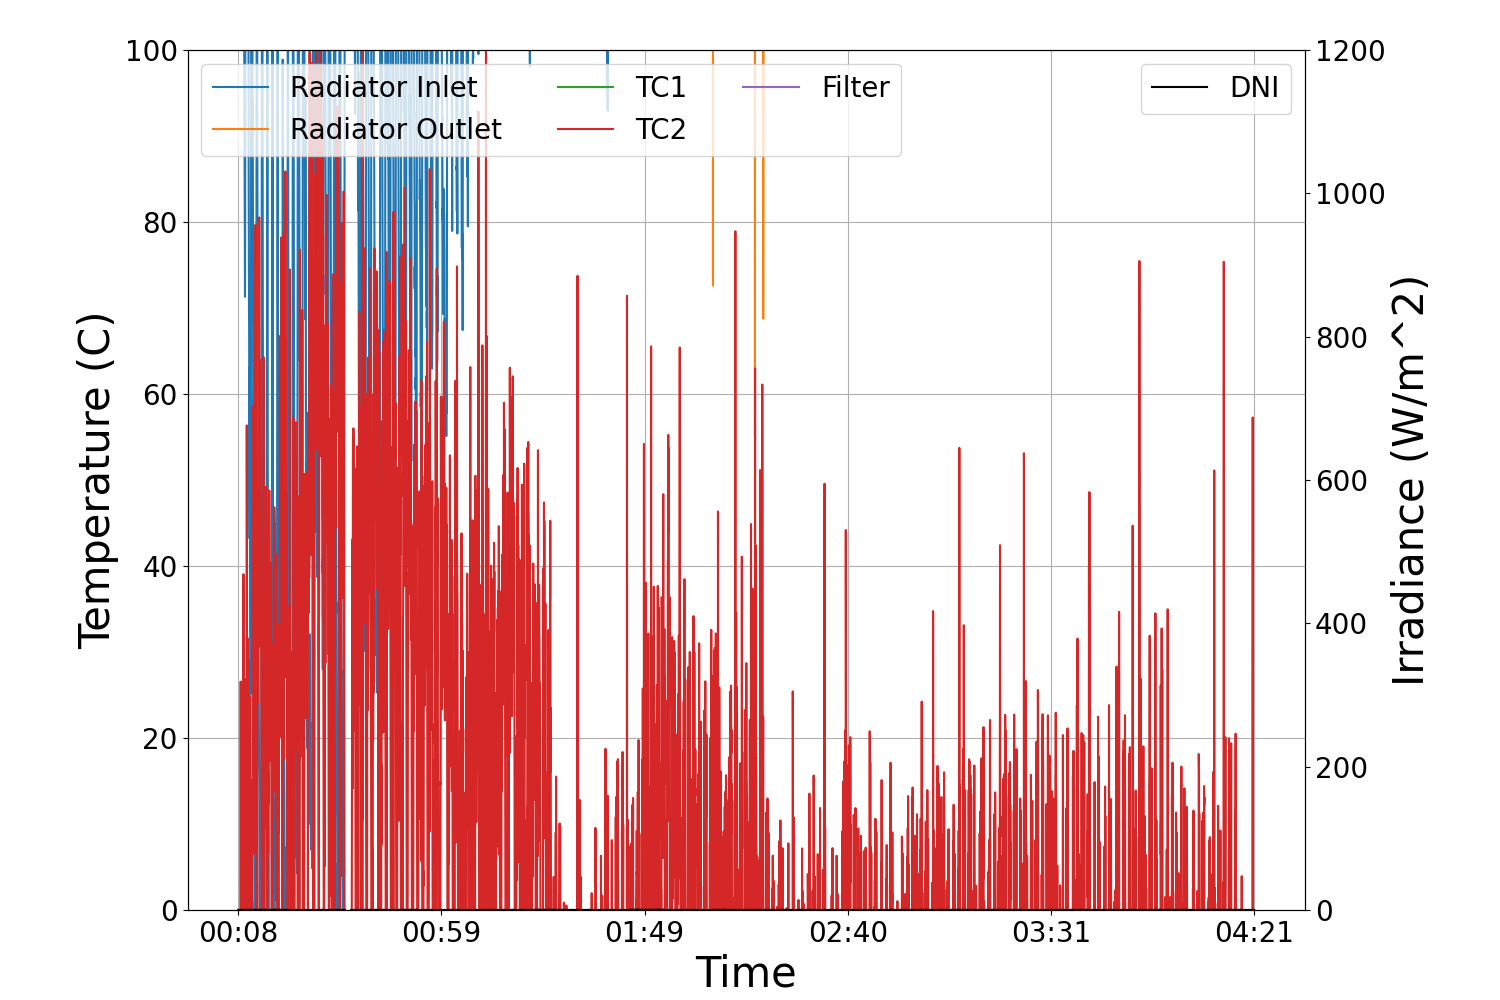 Radiator Inlet
Radiator Outlet
TC1
TC2
Filter
DNI
Temperature (C)
100
80
60
40
20
0
Irradiance (W/m^2)
1200
1000
800
600
400
200
0
00:08 00:59 01:49 02:40 03:31 04:21
Time